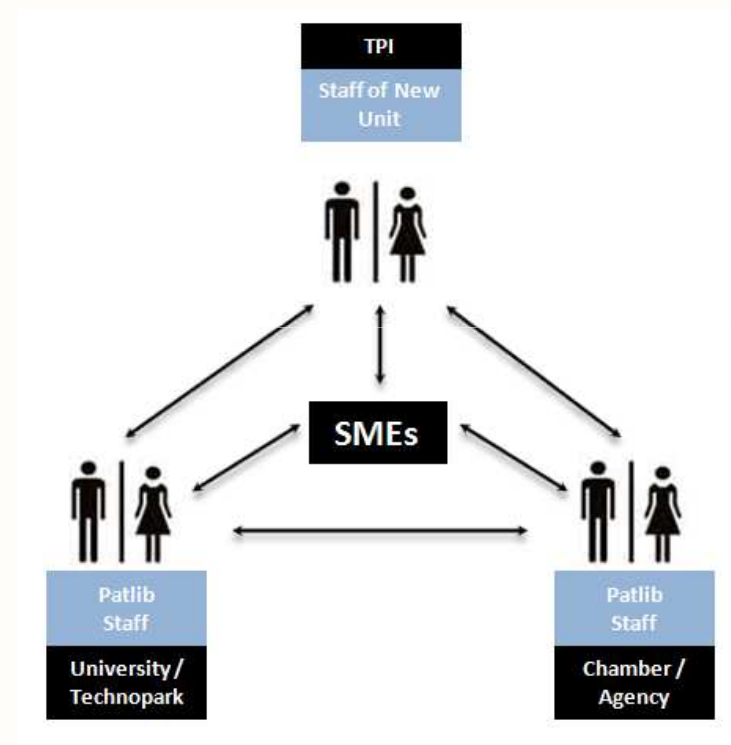 TPI
Staff of New
Unit
SMEs
Patlib
Staff
University /
Technopark
Patlib
Staff
Chamber /
Agency